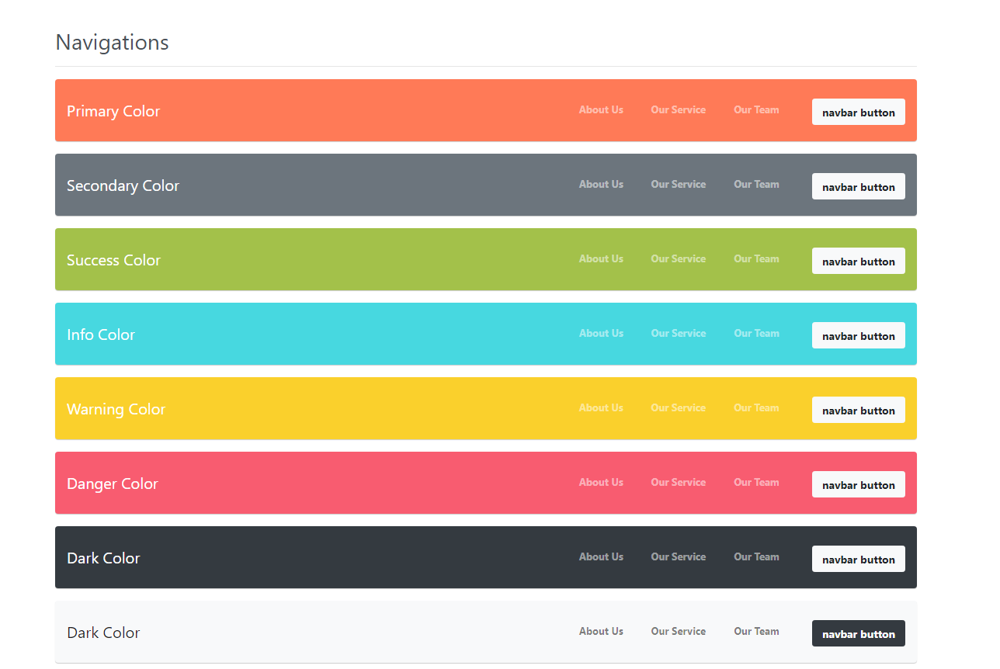 Navigations
Primary Color About Us Our Service Our Team navbar button
Secondary Color About Us Our Service Our Team navbar button
Success Color About Us Our Service Our Team navbar button
Info Color About Us Our Service Our Team navbar button
Warning Color About Us Our Service Our Team navbar button
Danger Color About Us Our Service Our Team navbar button
Dark Color About Us Our Service Our Team navbar button
Dark Color About Us Our Service Our Team navbar button